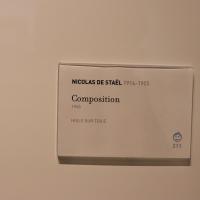 NICOLAS DE STAËL 1914-1955
Composition
HUILE SUR TOILE